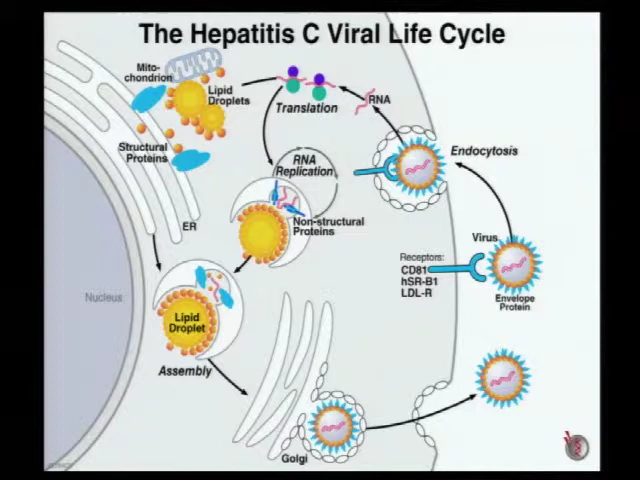 The Hepatitis C Viral Life Cycle
Mito-
chondrion
Lipid
Droplets
Translation
RNA
Structural
Proteins
RNA
Replication
Endocytosis
ER
Non-structural
Proteins
Virus
Receptors:
CD81
hSR-B1
LDL-R
Envelope
Protein
Nucleus
Lipid
Droplet
Assembly
Golgi